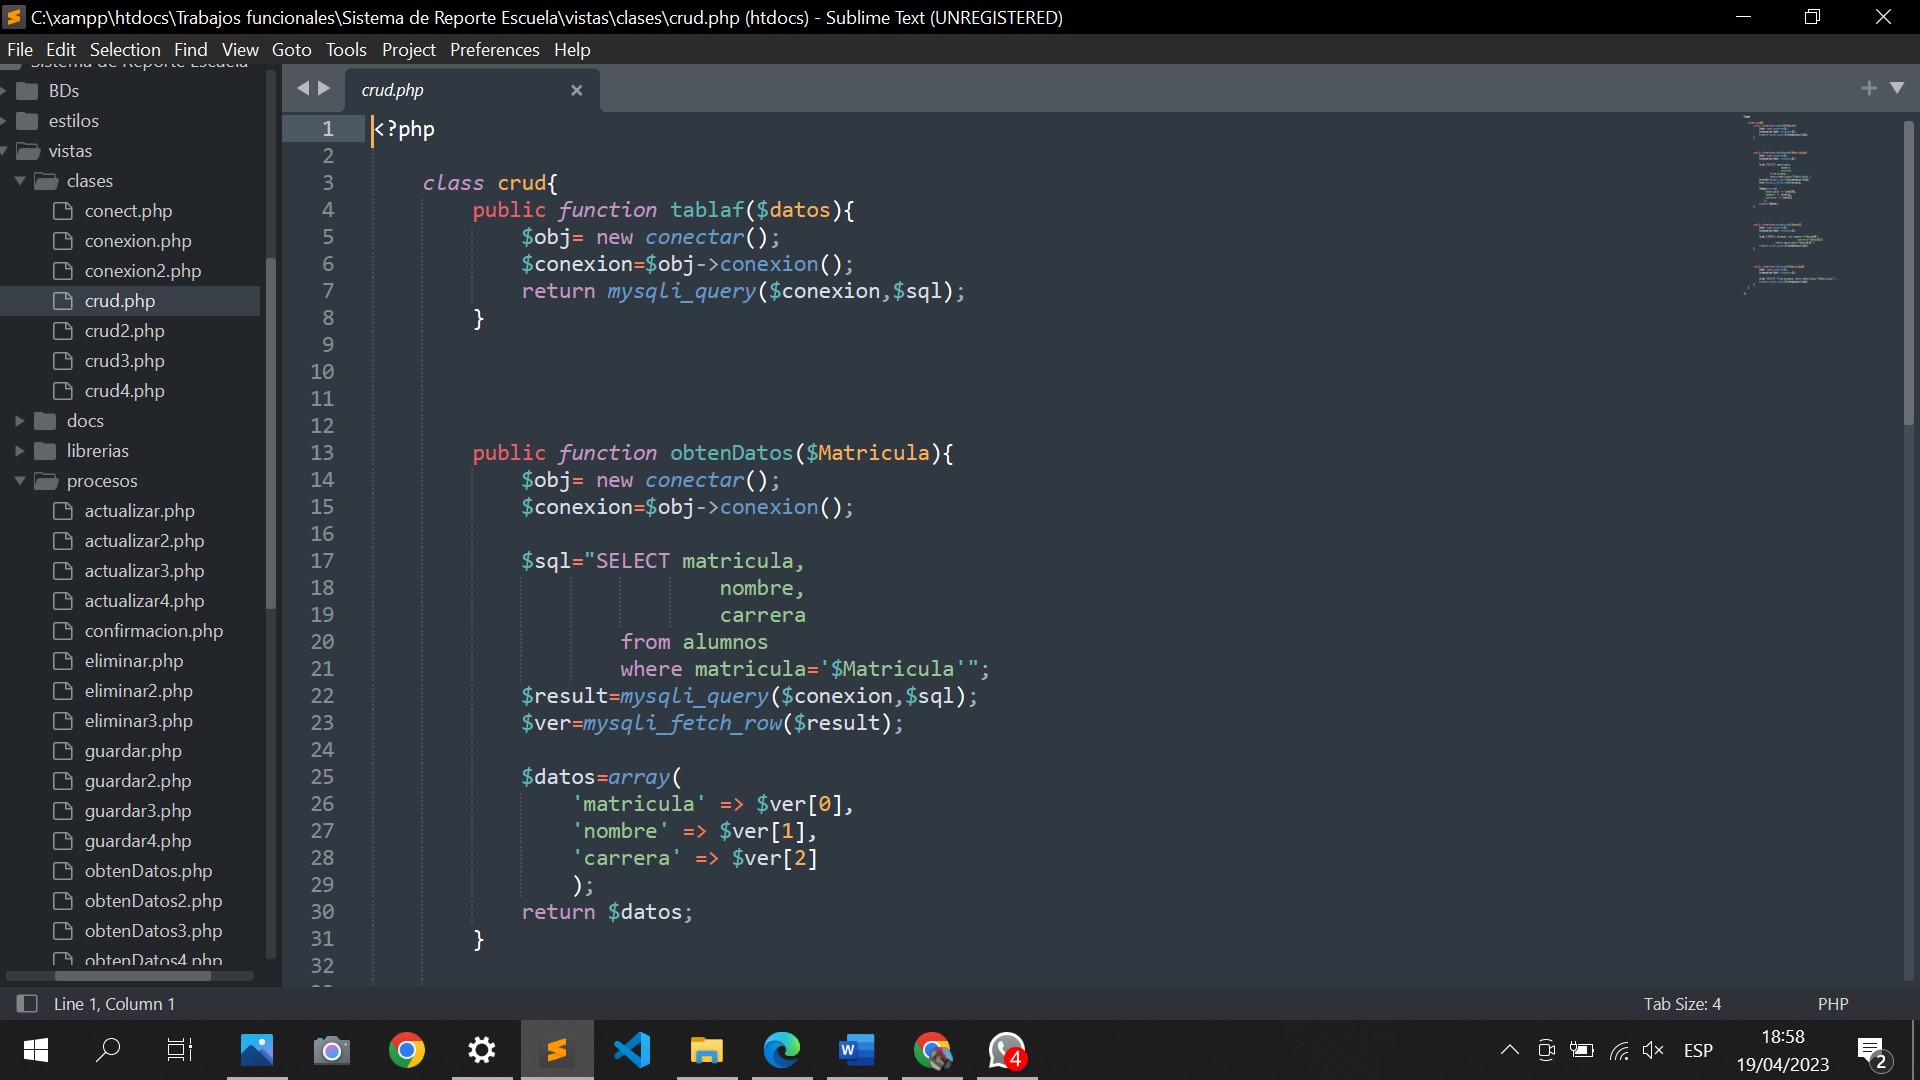 C:\xampp\htdocs\Trabajos funcionales\Sistema de Reporte Escuela\vistas\clases\crud.php (htdocs) - Sublime Text (UNREGISTERED)
File Edit Selection Find View Goto Tools Project Preferences Help
Sistema de Reporte Escuela
BDs
estilos
vistas
clases
conect.php
conexion.php
conexion2.php
crud.php
crud2.php
crud3.php
crud4.php
docs
librerias
procesos
actualizar.php
actualizar2.php
actualizar3.php
actualizar4.php
confirmacion.php
eliminar.php
eliminar2.php
eliminar3.php
guardar.php
guardar2.php
guardar3.php
guardar4.php
obtenDatos.php
obtenDatos2.php
obtenDatos3.php
obtenDatos4.php
crud.php
1 <?php
2
3 class crud{
4 public function tablaf($datos){
5 $obj= new conectar();
6 $conexion=$obj->conexion();
7 return mysqli_query($conexion,$sql);
8 }
9
10
11
12
13 public function obtenDatos($Matricula){
14 $obj= new conectar();
15 $conexion=$obj->conexion();
16
17 $sql="SELECT matricula,
18 nombre,
19 carrera
20 from alumnos
21 where matricula='$Matricula'";
22 $result=mysqli_query($conexion,$sql);
23 $ver=mysqli_fetch_row($result);
24
25 $datos=array(
26 'matricula' => $ver[0],
27 'nombre' => $ver[1],
28 'carrera' => $ver[2]
29 );
30 return $datos;
31 }
32
Line 1, Column 1
Tab Size: 4
PHP
4
ESP
18:58
19/04/2023
2